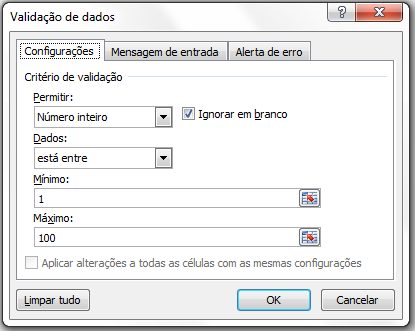 Validação de dados
Configurações Mensagem de entrada Alerta de erro
Critério de validação
Permitir:
Número inteiro Ignorar em branco
Dados:
está entre
Mínimo:
1
Máximo:
100
Aplicar alterações a todas as células com as mesmas configurações
Limpar tudo OK Cancelar